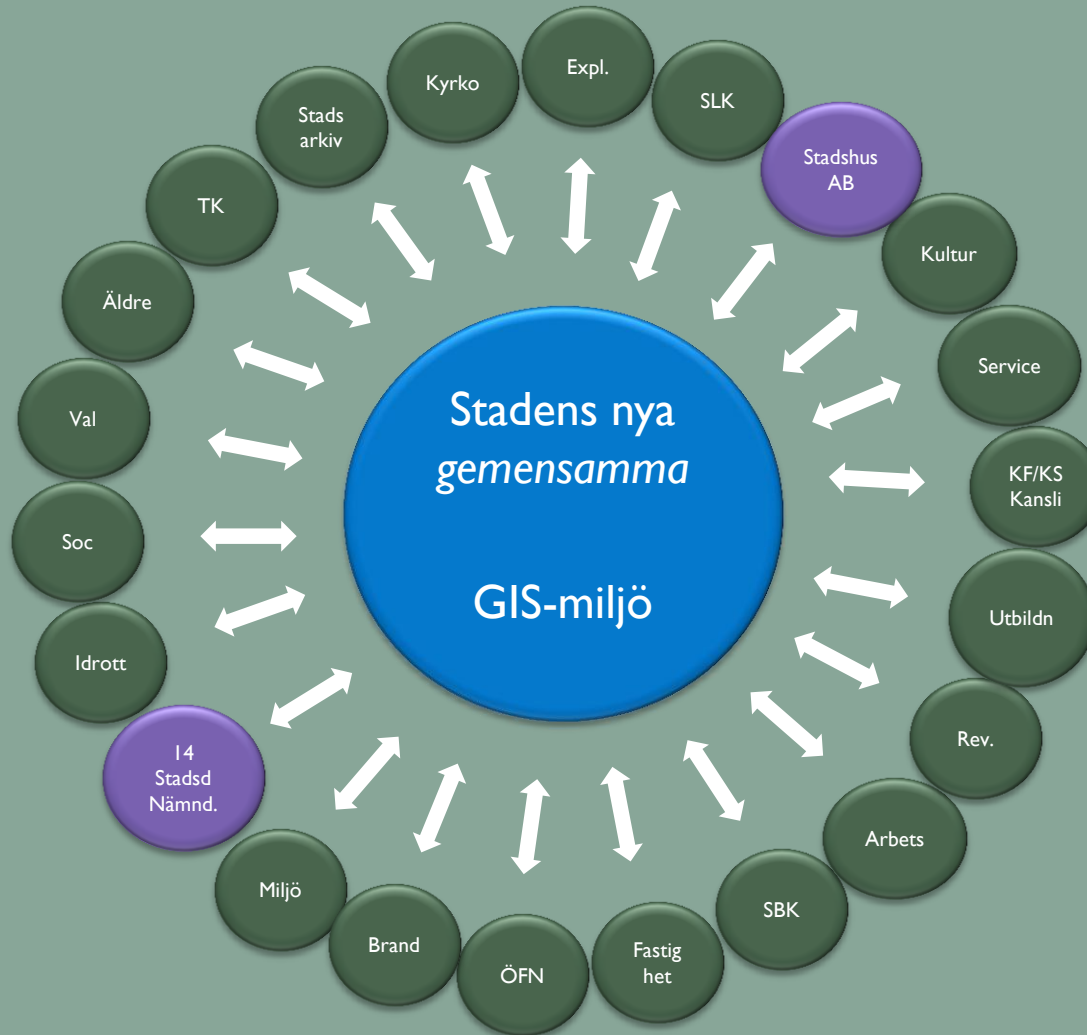 Expl.
SLK
Stadshus
AB
Kultur
Service
KF/KS
Kansli
Utbildn
Rev.
Arbets
SBK
Fastig
het
ÖFN
Brand
Miljö
14
Stadsd
Nämnd.
Idrott
Soc
Val
Äldre
TK
Stads
arkiv
Kyrko
Stadens nya
gemensamma
GIS-miljö